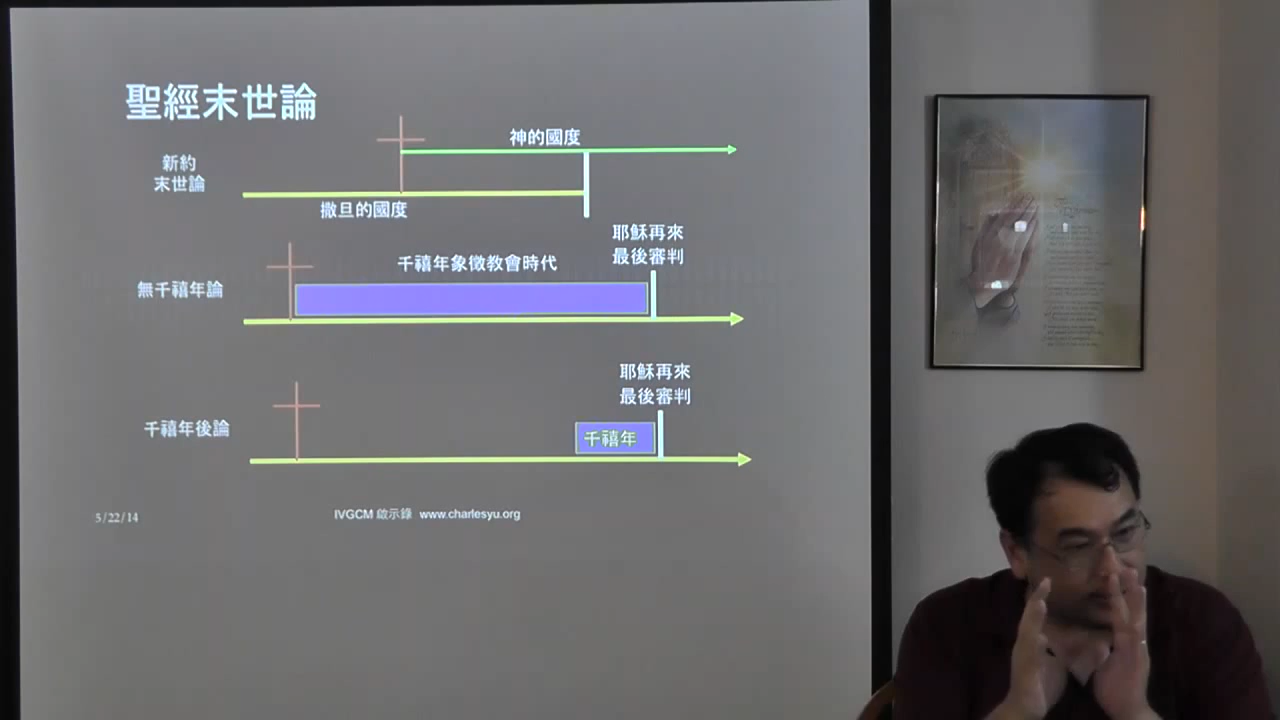 聖經末世論
神的國度
新約
末世論
撒旦的國度
耶穌再來
最後審判
千禧年象徵教會時代
無千禧年論
耶穌再來
最後審判
千禧年後論
千禧年
5/22/14
IVGCM 啟示錄 www.charlesyu.org